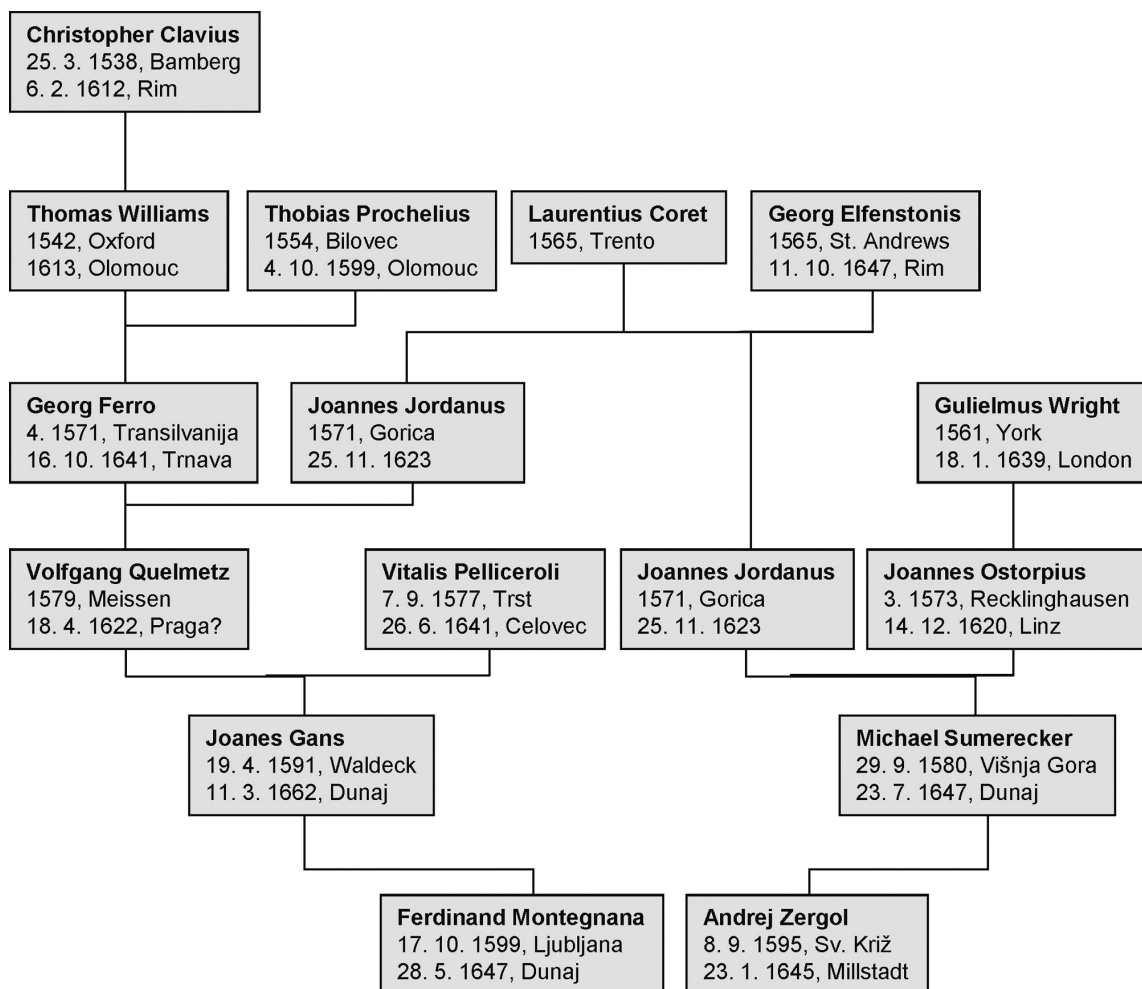 Christopher Clavius
25. 3. 1538, Bamberg
6. 2. 1612, Rim
Thomas Williams
1542, Oxford
1613, Olomouc
Thobias Prochelius
1554, Bilovec
4. 10. 1599, Olomouc
Laurentius Coret
1565, Trento
Georg Elfenstonis
1565, St. Andrews
11. 10. 1647, Rim
Georg Ferro
4. 1571, Transilvanija
16. 10. 1641, Trnava
Joannes Jordanus
1571, Gorica
25. 11. 1623
Gulielmus Wright
1561, York
18. 1. 1639, London
Volfgang Quelmetz
1579, Meissen
18. 4. 1622, Praga?
Vitalis Pelliceroli
7. 9. 1577, Trst
26. 6. 1641, Celovec
Joannes Jordanus
1571, Gorica
25. 11. 1623
Joannes Ostorpius
3. 1573, Recklinghausen
14. 12. 1620, Linz
Joanes Gans
19. 4. 1591, Waldeck
11. 3. 1662, Dunaj
Michael Sumerecker
29. 9. 1580, Višnja Gora
23. 7. 1647, Dunaj
Ferdinand Montegnana
17. 10. 1599, Ljubljana
28. 5. 1647, Dunaj
Andrej Zergol
8. 9. 1595, Sv. Križ
23. 1. 1645, Millstadt